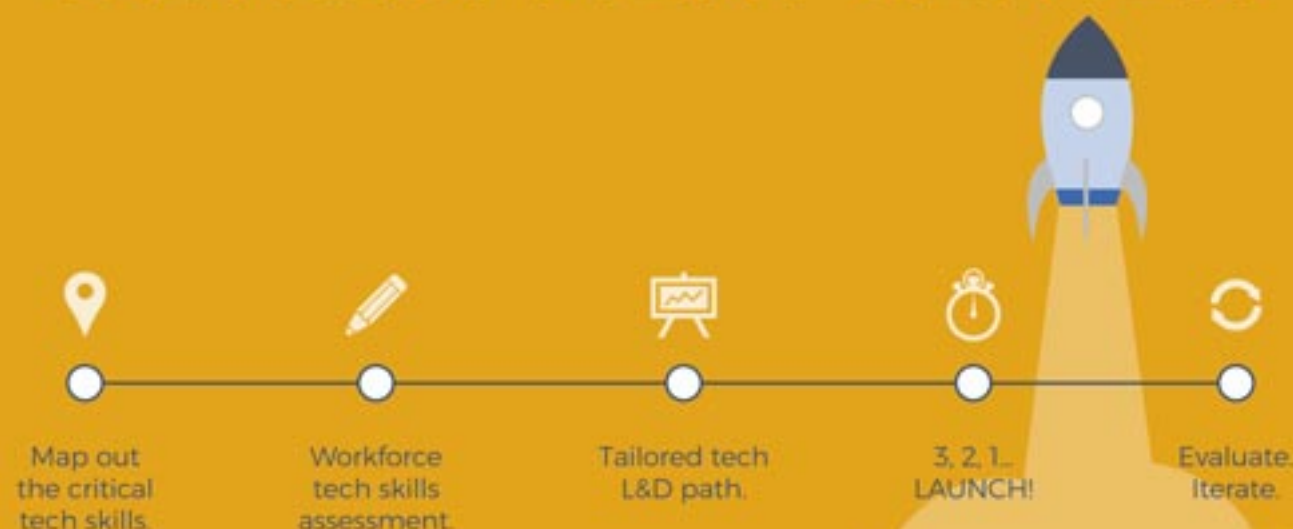 Map out
the critical
tech skills.
Workforce
tech skills
assessment.
Tailored tech
L&D path.
3, 2, 1...
LAUNCH!
Evaluate.
Iterate.